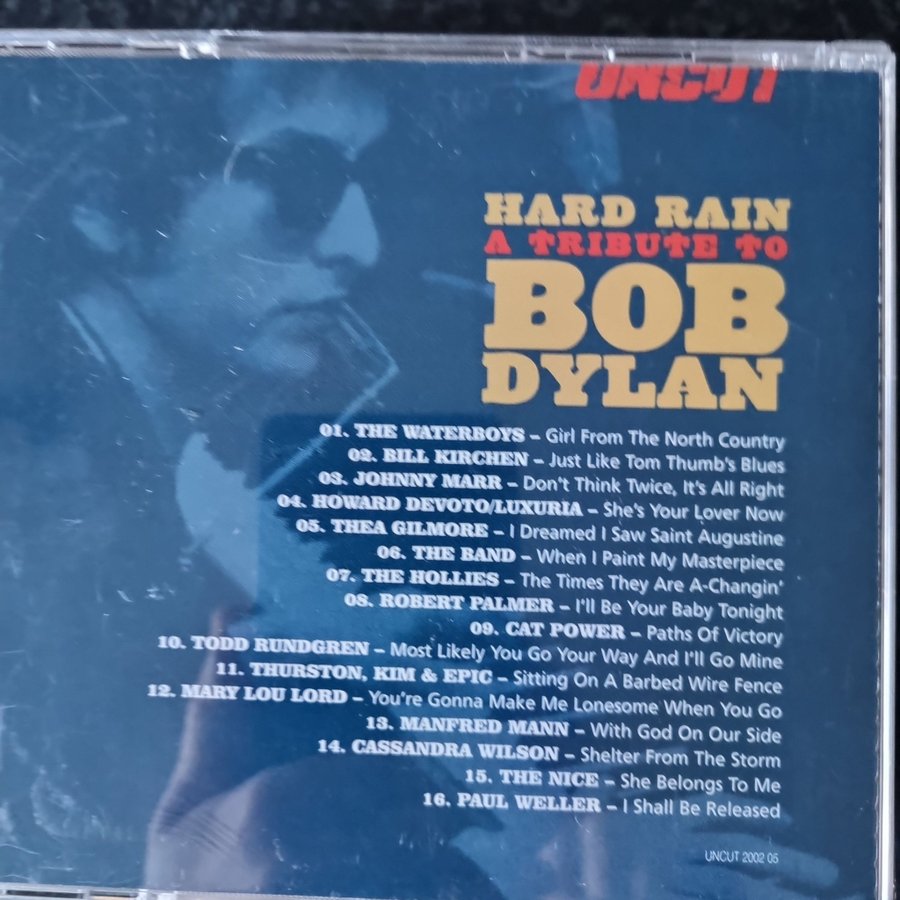 UNCUT
HARD RAIN
A TRIBUTE TO
BOB
DYLAN
01. THE WATERBOYS – Girl From The North Country
02. BILL KIRCHEN – Just Like Tom Thumb's Blues
03. JOHNNY MARR – Don't Think Twice, It's All Right
04. HOWARD DEVOTO/LUXURIA – She's Your Lover Now
05. THEA GILMORE – I Dreamed I Saw Saint Augustine
06. THE BAND – When I Paint My Masterpiece
07. THE HOLLIES – The Times They Are A-Changin'
08. ROBERT PALMER – I'll Be Your Baby Tonight
09. CAT POWER – Paths Of Victory
10. TODD RUNDGREN – Most Likely You Go Your Way And I'll Go Mine
11. THURSTON, KIM & EPIC – Sitting On A Barbed Wire Fence
12. MARY LOU LORD – You're Gonna Make Me Lonesome When You Go
13. MANFRED MANN – With God On Our Side
14. CASSANDRA WILSON – Shelter From The Storm
15. THE NICE – She Belongs To Me
16. PAUL WELLER – I Shall Be Released
UNCUT 2002 05